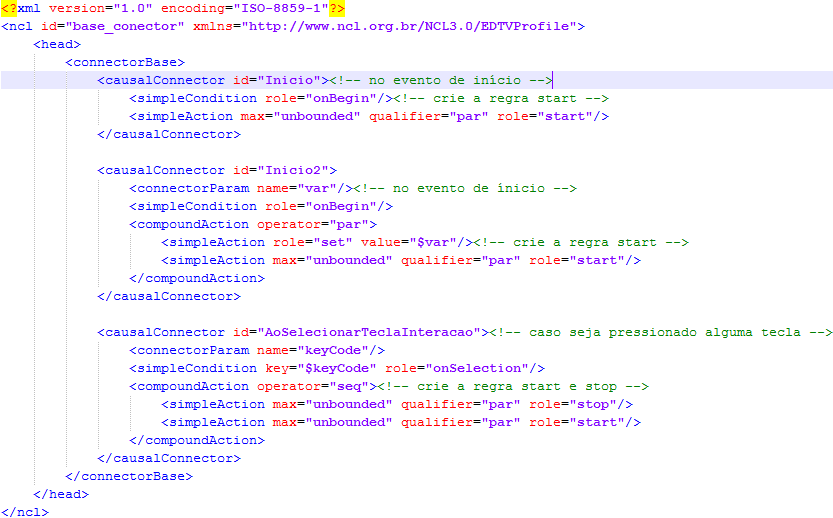 <?xml version="1.0" encoding="ISO-8859-1"?>
<ncl id="base_conector" xmlns="http://www.ncl.org.br/NCL3.0/EDTVProfile">
    <head>
        <connectorBase>
            <causalConnector id="Inicio"><!-- no evento de início -->
                <simpleCondition role="onBegin"/><!-- crie a regra start -->
                <simpleAction max="unbounded" qualifier="par" role="start"/>
            </causalConnector>

            <causalConnector id="Inicio2">
                <connectorParam name="var"/><!-- no evento de ínicio -->
                <simpleCondition role="onBegin"/>
                <compoundAction operator="par">
                    <simpleAction role="set" value="$var"/><!-- crie a regra start -->
                    <simpleAction max="unbounded" qualifier="par" role="start"/>
                </compoundAction>
            </causalConnector>

            <causalConnector id="AoSelecionarTeclaInteracao"><!-- caso seja pressionado alguma tecla -->
                <connectorParam name="keyCode"/>
                <simpleCondition key="$keyCode" role="onSelection"/>
                <compoundAction operator="seq"><!-- crie a regra start e stop -->
                    <simpleAction max="unbounded" qualifier="par" role="stop"/>
                    <simpleAction max="unbounded" qualifier="par" role="start"/>
                </compoundAction>
            </causalConnector>
        </connectorBase>
    </head>
</ncl>